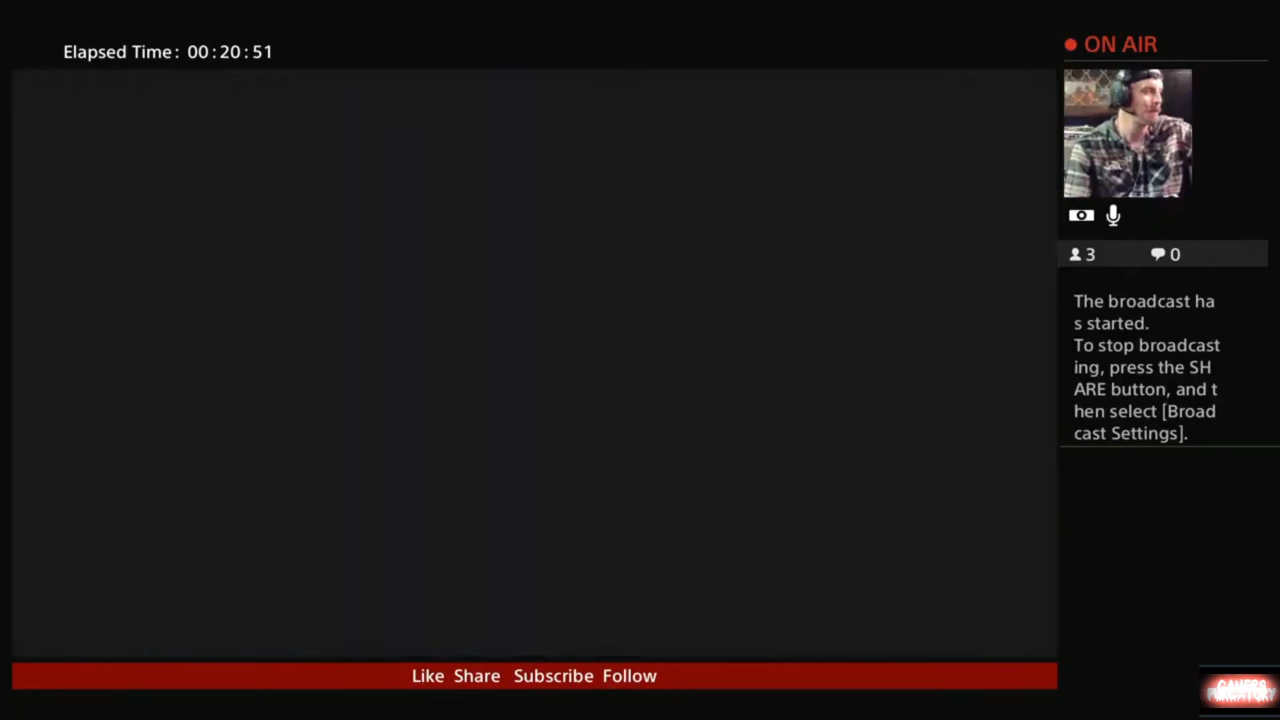 Elapsed Time: 00:20:51
ON AIR
3 0
The broadcast ha
s started.
To stop broadcast
ing, press the SH
ARE button, and t
hen select [Broad
cast Settings].
Like Share Subscribe Follow
GAMERS